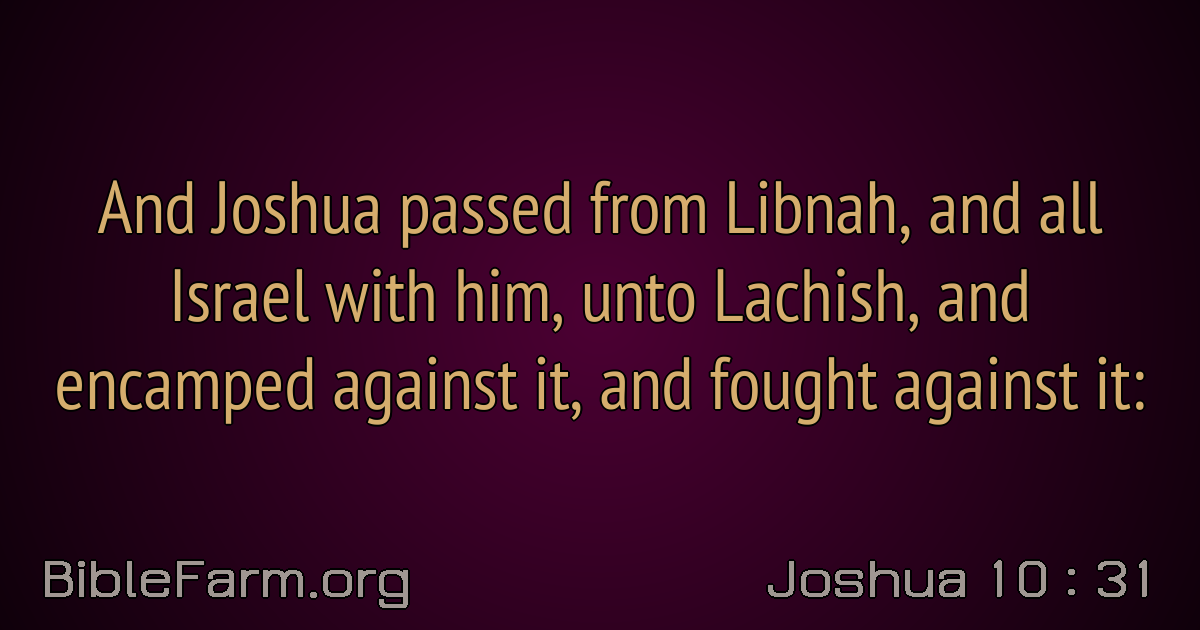 And Joshua passed from Libnah, and all
Israel with him, unto Lachish, and
encamped against it, and fought against it:
BibleFarm.org
Joshua 10 : 31